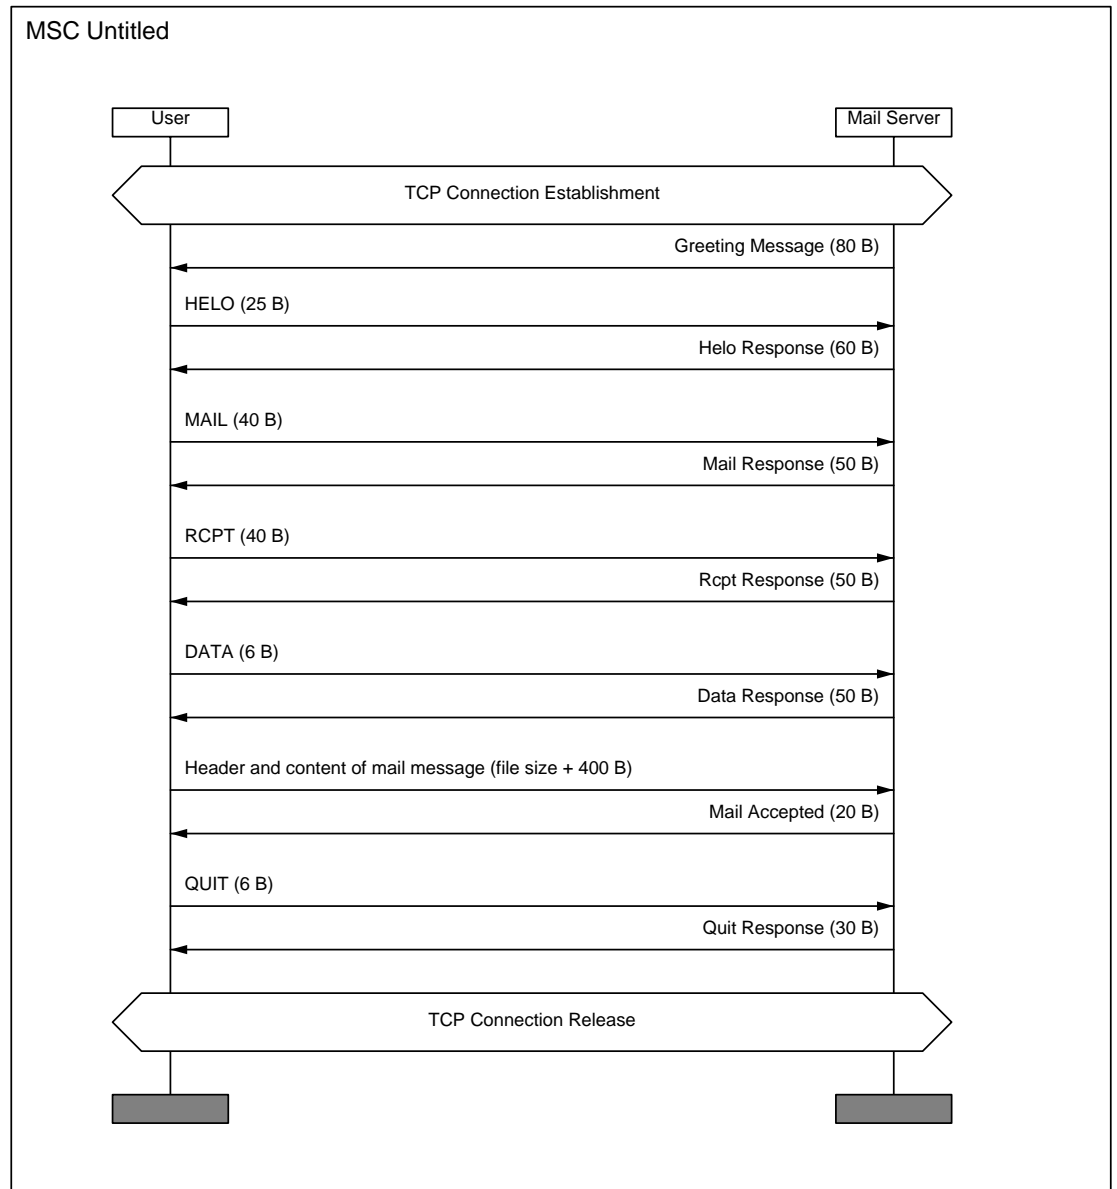 MSC Untitled
User
Mail Server
TCP Connection Establishment
Greeting Message (80 B)
HELO (25 B)
Helo Response (60 B)
MAIL (40 B)
Mail Response (50 B)
RCPT (40 B)
Rcpt Response (50 B)
DATA (6 B)
Data Response (50 B)
Header and content of mail message (file size + 400 B)
Mail Accepted (20 B)
QUIT (6 B)
Quit Response (30 B)
TCP Connection Release